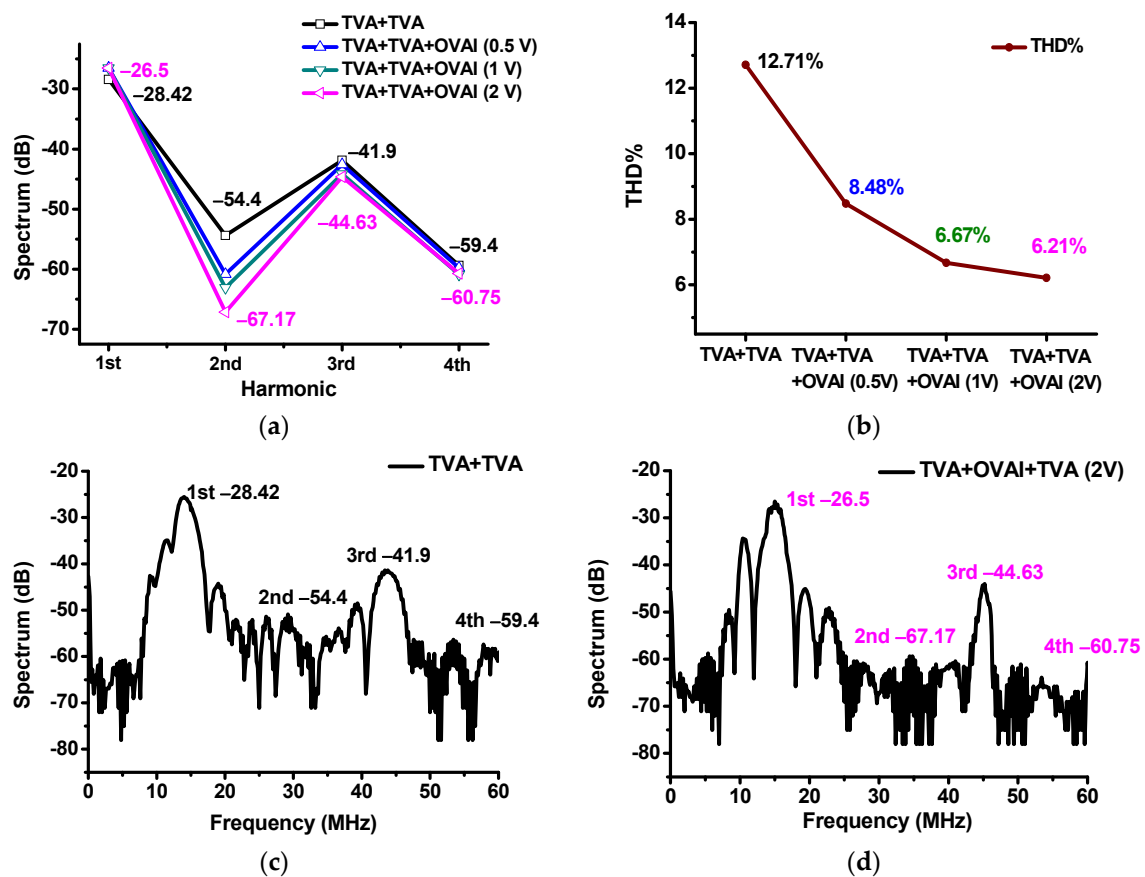 TVA+TVA
TVA+TVA+OVAI (0.5 V)
TVA+TVA+OVAI (1 V)
TVA+TVA+OVAI (2 V)
–26.5
–28.42
–54.4
–41.9
–44.63
–59.4
–67.17
–60.75
-30
-40
-50
-60
-70
Spectrum (dB)
1st
2nd
3rd
4th
Harmonic
(a)
14
12
10
8
6
THD%
THD%
12.71%
8.48%
6.67%
6.21%
TVA+TVA
TVA+TVA
+OVAI (0.5V)
TVA+TVA
+OVAI (1V)
TVA+TVA
+OVAI (2V)
(b)
-20
-30
-40
-50
-60
-70
-80
Spectrum (dB)
TVA+TVA
1st –28.42
2nd –54.4
3rd –41.9
4th –59.4
0 10 20 30 40 50 60
Frequency (MHz)
(c)
-20
-30
-40
-50
-60
-70
-80
Spectrum (dB)
TVA+OVAI+TVA (2V)
1st –26.5
2nd –67.17
3rd –44.63
4th –60.75
0 10 20 30 40 50 60
Frequency (MHz)
(d)